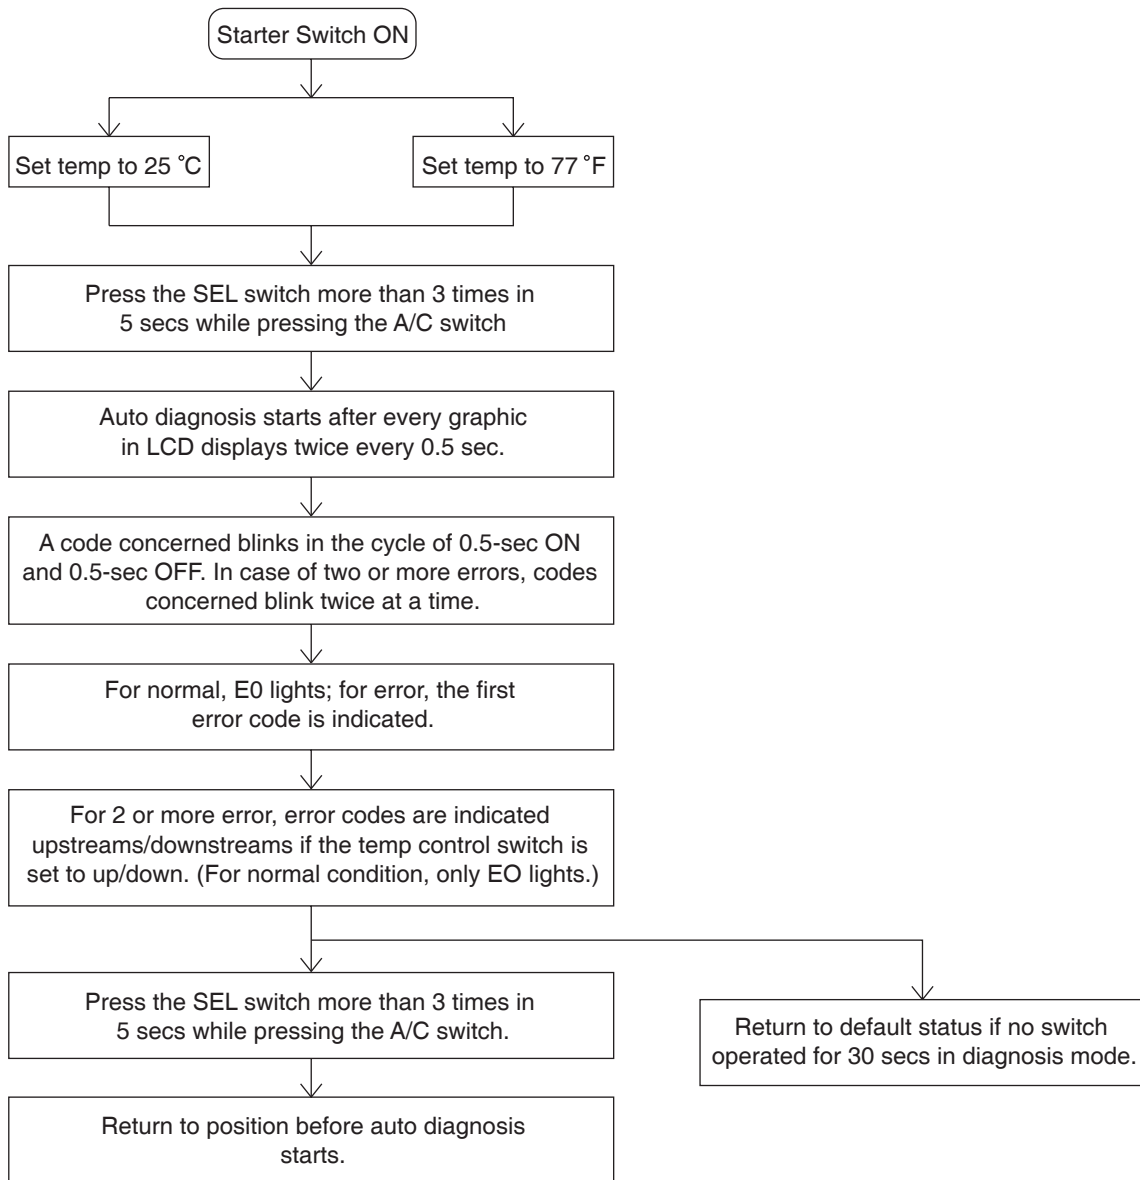 Starter Switch ON
Set temp to 25 °C
Set temp to 77 °F
Press the SEL switch more than 3 times in
5 secs while pressing the A/C switch
Auto diagnosis starts after every graphic
in LCD displays twice every 0.5 sec.
A code concerned blinks in the cycle of 0.5-sec ON
and 0.5-sec OFF. In case of two or more errors, codes
concerned blink twice at a time.
For normal, E0 lights; for error, the first
error code is indicated.
For 2 or more error, error codes are indicated
upstreams/downstreams if the temp control switch is
set to up/down. (For normal condition, only EO lights.)
Press the SEL switch more than 3 times in
5 secs while pressing the A/C switch.
Return to default status if no switch
operated for 30 secs in diagnosis mode.
Return to position before auto diagnosis
starts.